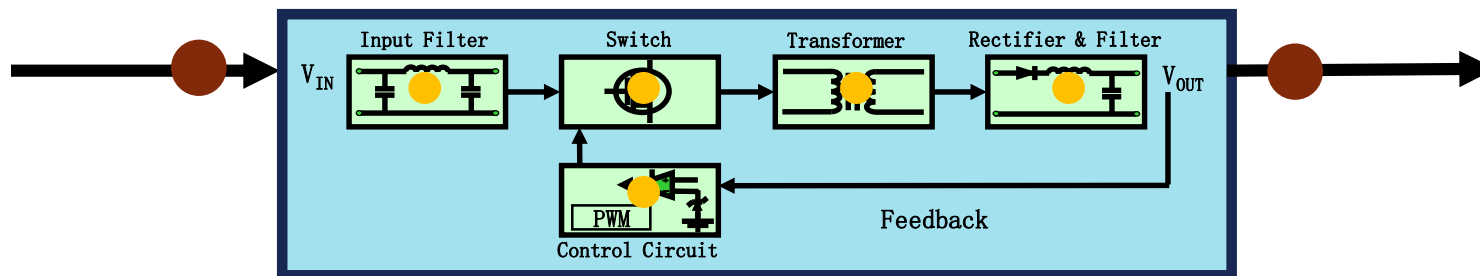 Input Filter
Switch
Transformer
Rectifier & Filter
VIN
VOUT
PWM
Feedback
Control Circuit